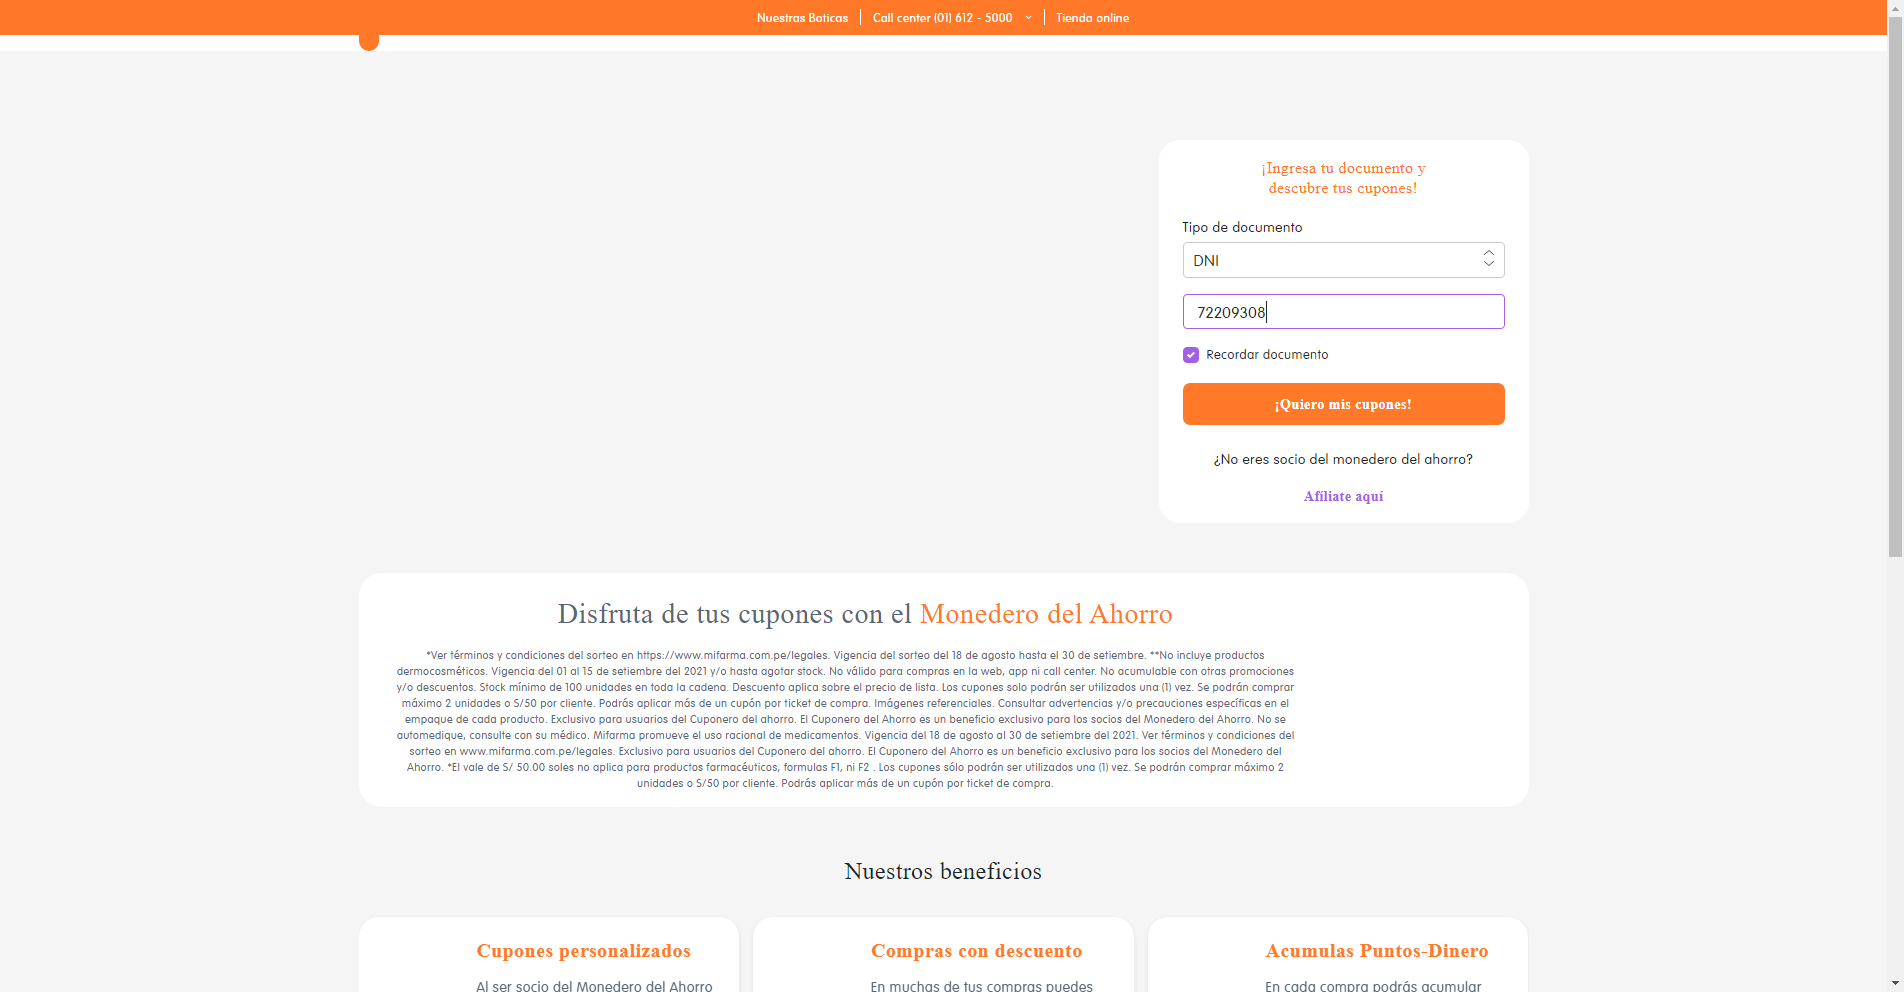 Nuestras Boticas
Call center (01) 612 - 5000
Tienda online
¡Ingresa tu documento y
descubre tus cupones!
Tipo de documento
DNI
72209308
Recordar documento
¡Quiero mis cupones!
¿No eres socio del monedero del ahorro?
Afíliate aquí
Disfruta de tus cupones con el Monedero del Ahorro
*Ver términos y condiciones del sorteo en https://www.mifarma.com.pe/legales. Vigencia del sorteo del 18 de agosto hasta el 30 de setiembre. **No incluye productos
dermocosméticos. Vigencia del 01 al 15 de setiembre del 2021 y/o hasta agotar stock. No válido para compras en la web, app ni call center. No acumulable con otras promociones
y/o descuentos. Stock mínimo de 100 unidades en toda la cadena. Descuento aplica sobre el precio de lista. Los cupones solo podrán ser utilizados una (1) vez. Se podrán comprar
máximo 2 unidades o S/50 por cliente. Podrás aplicar más de un cupón por ticket de compra. Imágenes referenciales. Consultar advertencias y/o precauciones específicas en el
empaque de cada producto. Exclusivo para usuarios del Cuponero del ahorro. El Cuponero del Ahorro es un beneficio exclusivo para los socios del Monedero del Ahorro. No se
automedique, consulte con su médico. Mifarma promueve el uso racional de medicamentos. Vigencia del 18 de agosto al 30 de setiembre del 2021. Ver términos y condiciones del
sorteo en www.mifarma.com.pe/legales. Exclusivo para usuarios del Cuponero del ahorro. El Cuponero del Ahorro es un beneficio exclusivo para los socios del Monedero del
Ahorro. *El vale de S/ 50.00 soles no aplica para productos farmacéuticos, formulas F1, ni F2 . Los cupones sólo podrán ser utilizados una (1) vez. Se podrán comprar máximo 2
unidades o S/50 por cliente. Podrás aplicar más de un cupón por ticket de compra.
Nuestros beneficios
Cupones personalizados
Al ser socio del Monedero del Ahorro
Compras con descuento
En muchas de tus compras puedes
Acumulas Puntos-Dinero
En cada compra podrás acumular